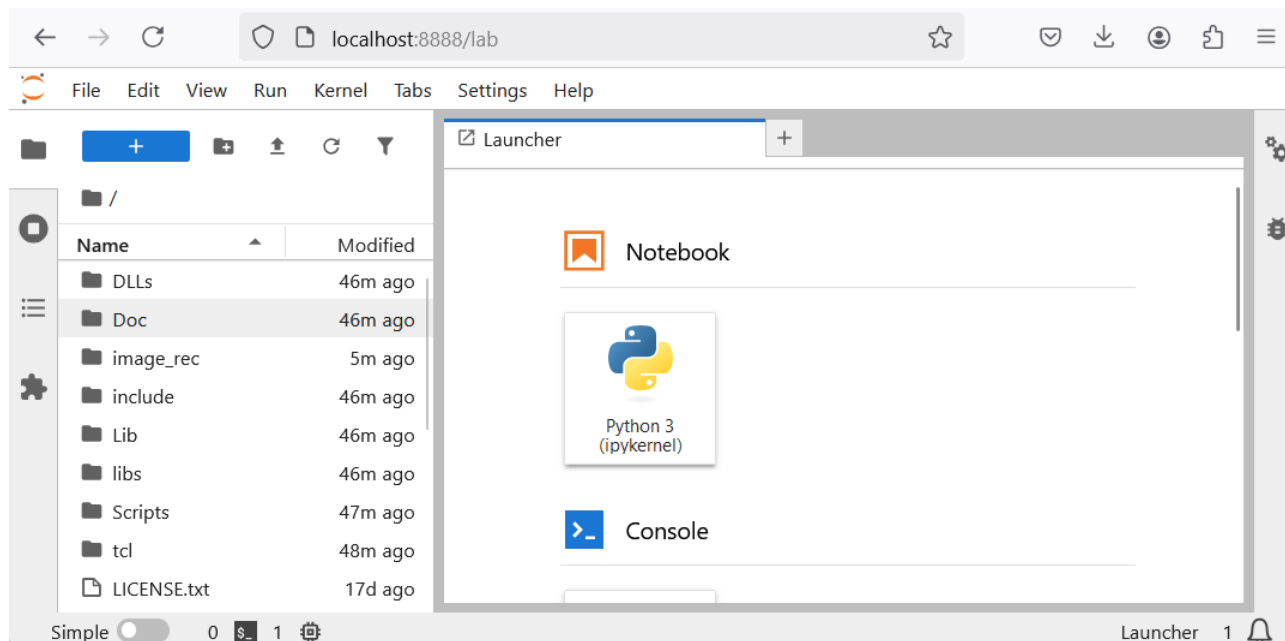 localhost:8888/lab
File Edit View Run Kernel Tabs Settings Help
Launcher
/
Name Modified
DLLs 46m ago
Doc 46m ago
image_rec 5m ago
include 46m ago
Lib 46m ago
libs 46m ago
Scripts 47m ago
tcl 48m ago
LICENSE.txt 17d ago
Notebook
Python 3
(ipykernel)
Console
Simple 0 $_ 1 Launcher 1